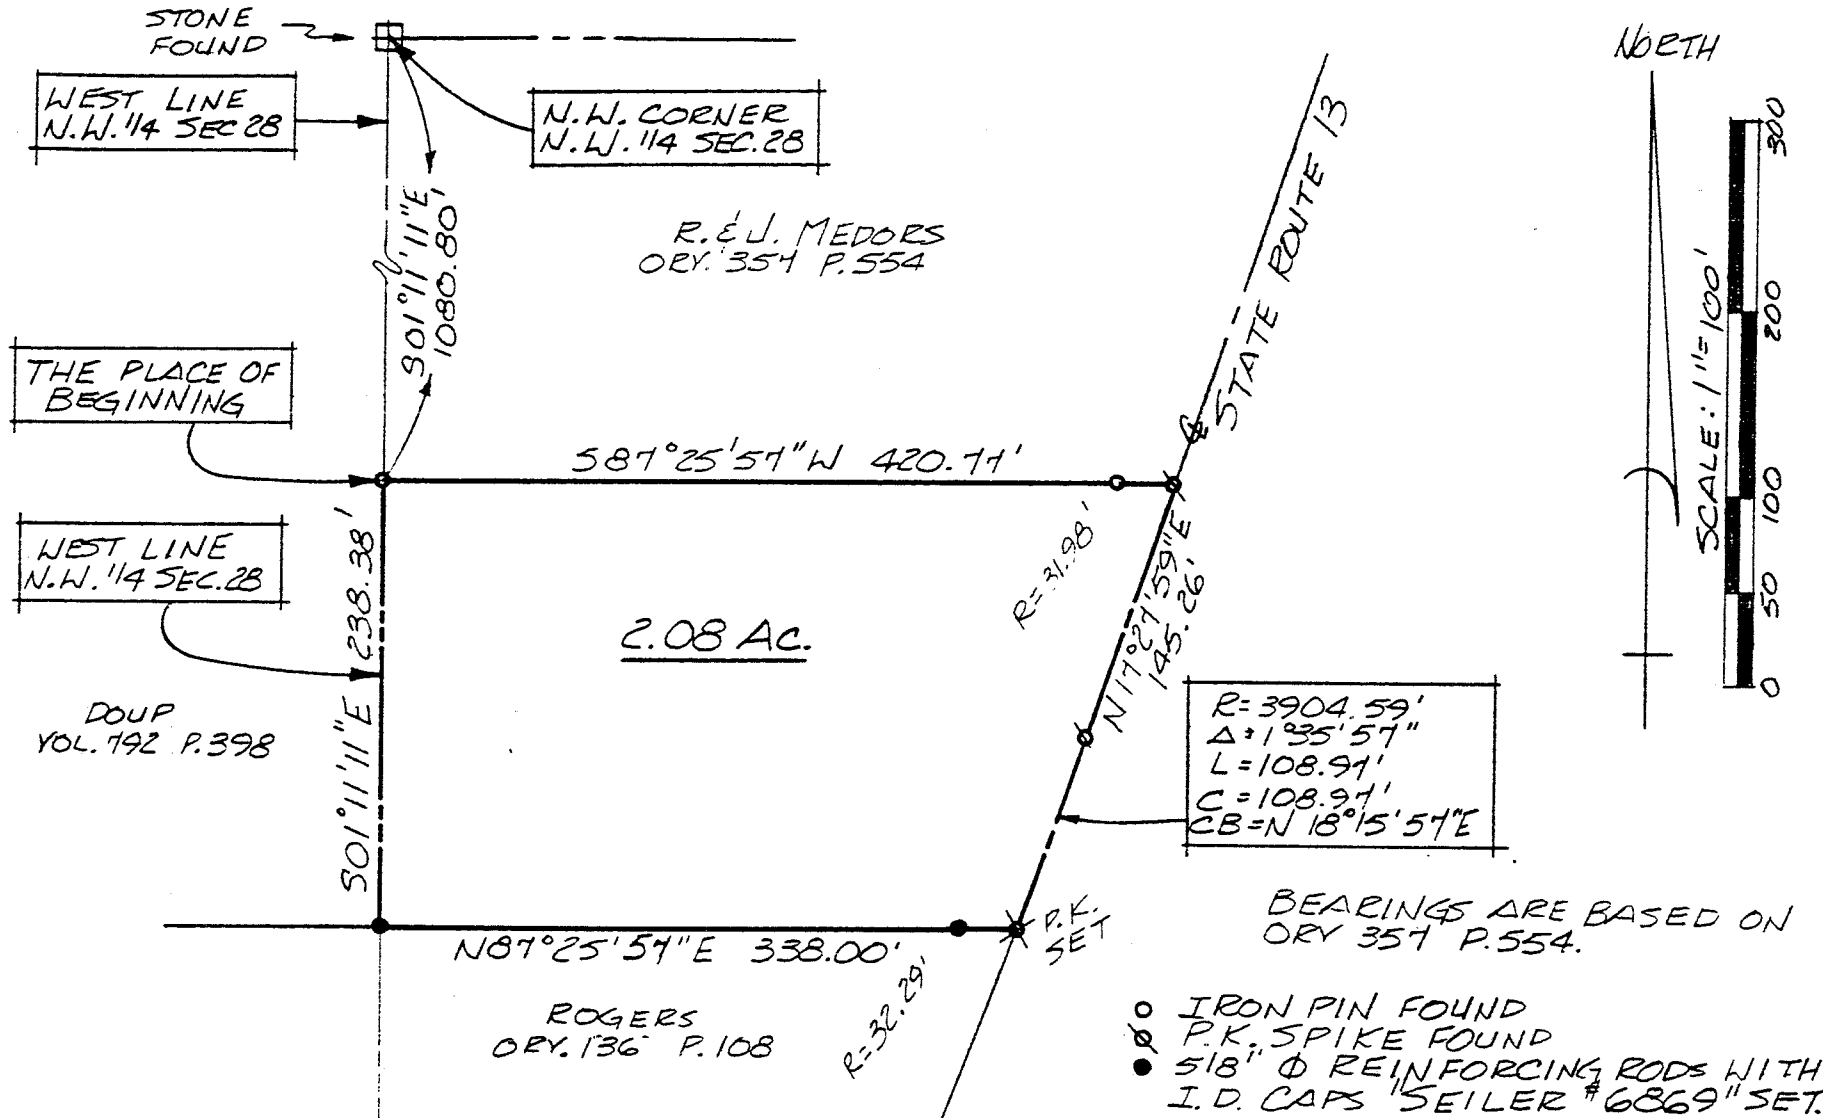 STONE
FOUND
NORTH
WEST LINE
N.W. 1/4 SEC 28
N.W. CORNER
N.W. 1/4 SEC. 28
S01°11'11"E
1080.80'
R. & J. MEDORS
ORV. 357 P. 554
STATE ROUTE 13
SCALE: 1"=100'
300
200
100
50
0
THE PLACE OF
BEGINNING
S87°25'57"W 420.77'
WEST LINE
N.W. 1/4 SEC. 28
S01°11'11"E 238.38'
2.08 AC.
R=31.98'
N17°27'59"E
145.26'
DOUP
VOL. 792 P. 398
R=3904.59'
Δ=1°35'57"
L=108.97'
C=108.97'
CB=N 18°15'57"E
P.K.
SET
N87°25'57"E 338.00'
R=32.29'
ROGERS
ORV. 136 P. 108
BEARINGS ARE BASED ON
ORV 357 P. 554.
IRON PIN FOUND
P.K. SPIKE FOUND
5/8" Ø REINFORCING RODS WITH
I.D. CAPS "SEILER #6869" SET.